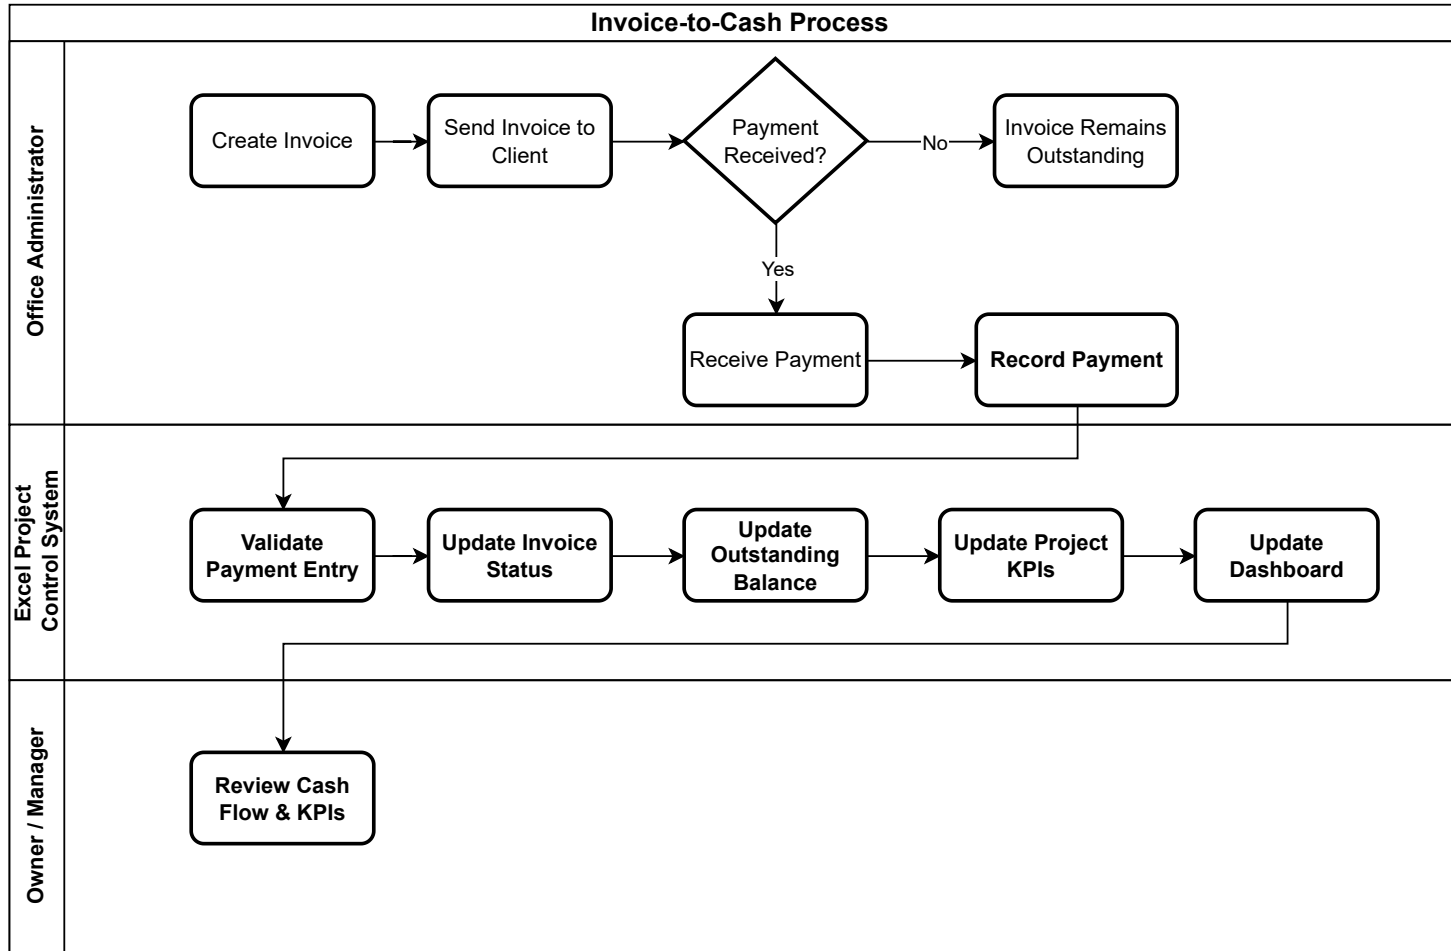 Invoice-to-Cash Process
Office Administrator
Create Invoice
Send Invoice to
Client
Payment
Received?
No
Invoice Remains
Outstanding
Yes
Receive Payment
Record Payment
Excel Project
Control System
Validate
Payment Entry
Update Invoice
Status
Update
Outstanding
Balance
Update Project
KPIs
Update
Dashboard
Owner / Manager
Review Cash
Flow & KPIs